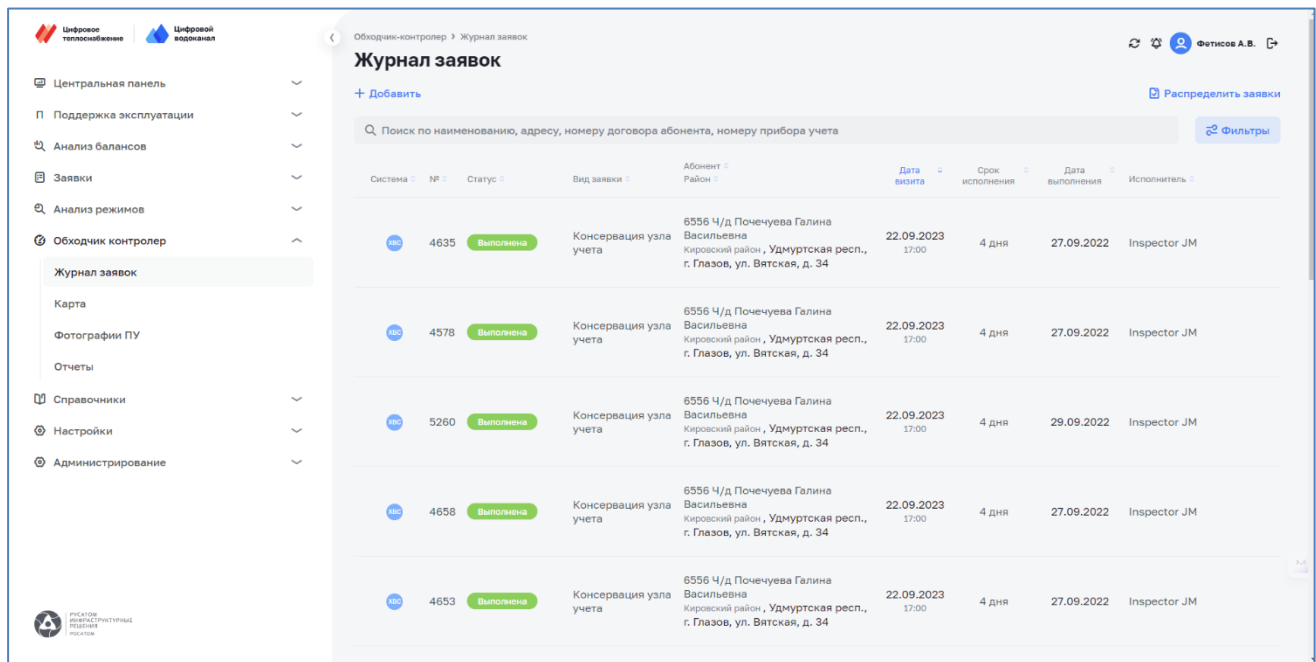 Цифровое
теплоснабжение
Цифровой
водоканал
Центральная панель
П Поддержка эксплуатации
Анализ балансов
Заявки
Анализ режимов
Обходчик контролер
Журнал заявок
Карта
Фотографии ПУ
Отчеты
Справочники
Настройки
Администрирование
РУСАТОМ
ИНФРАСТРУКТУРНЫЕ
РЕШЕНИЯ
РОСАТОМ
Обходчик-контролер › Журнал заявок
Фетисов А.В.
Журнал заявок
+ Добавить
Распределить заявки
Поиск по наименованию, адресу, номеру договора абонента, номеру прибора учета
Фильтры
Система № Статус Вид заявки
Абонент
Район
Дата
визита
Срок
исполнения
Дата
выполнения
Исполнитель
ХВС 4635 Выполнена
Консервация узла
учета
6556 Ч/д Почечуева Галина
Васильевна
Кировский район , Удмуртская респ.,
г. Глазов, ул. Вятская, д. 34
22.09.2023
17:00
4 дня
27.09.2022
Inspector JM
ХВС 4578 Выполнена
Консервация узла
учета
6556 Ч/д Почечуева Галина
Васильевна
Кировский район , Удмуртская респ.,
г. Глазов, ул. Вятская, д. 34
22.09.2023
17:00
4 дня
27.09.2022
Inspector JM
ХВС 5260 Выполнена
Консервация узла
учета
6556 Ч/д Почечуева Галина
Васильевна
Кировский район , Удмуртская респ.,
г. Глазов, ул. Вятская, д. 34
22.09.2023
17:00
4 дня
29.09.2022
Inspector JM
ХВС 4658 Выполнена
Консервация узла
учета
6556 Ч/д Почечуева Галина
Васильевна
Кировский район , Удмуртская респ.,
г. Глазов, ул. Вятская, д. 34
22.09.2023
17:00
4 дня
27.09.2022
Inspector JM
ХВС 4653 Выполнена
Консервация узла
учета
6556 Ч/д Почечуева Галина
Васильевна
Кировский район , Удмуртская респ.,
г. Глазов, ул. Вятская, д. 34
22.09.2023
17:00
4 дня
27.09.2022
Inspector JM